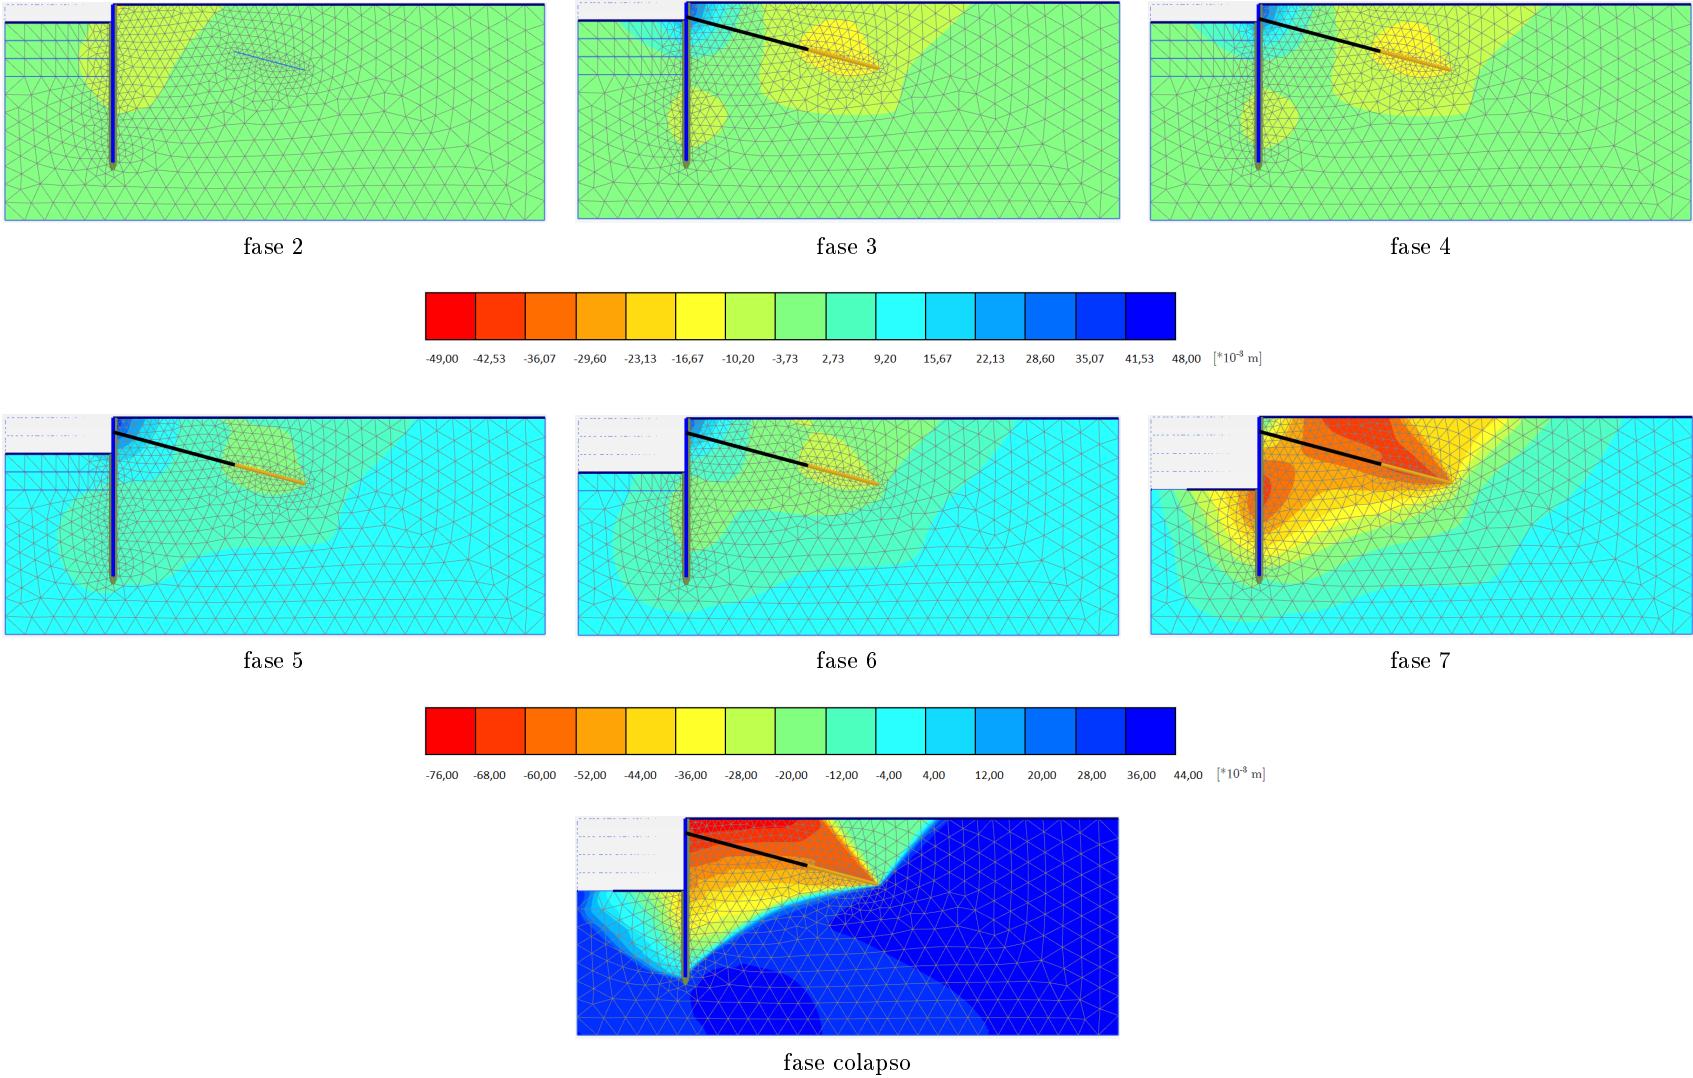 fase 2 fase 3 fase 4
-49,00 -42,53 -36,07 -29,60 -23,13 -16,67 -10,20 -3,73 2,73 9,20 15,67 22,13 28,60 35,07 41,53 48,00 [*10⁻³ m]
fase 5 fase 6 fase 7
-76,00 -68,00 -60,00 -52,00 -44,00 -36,00 -28,00 -20,00 -12,00 -4,00 4,00 12,00 20,00 28,00 36,00 44,00 [*10⁻³ m]
fase colapso